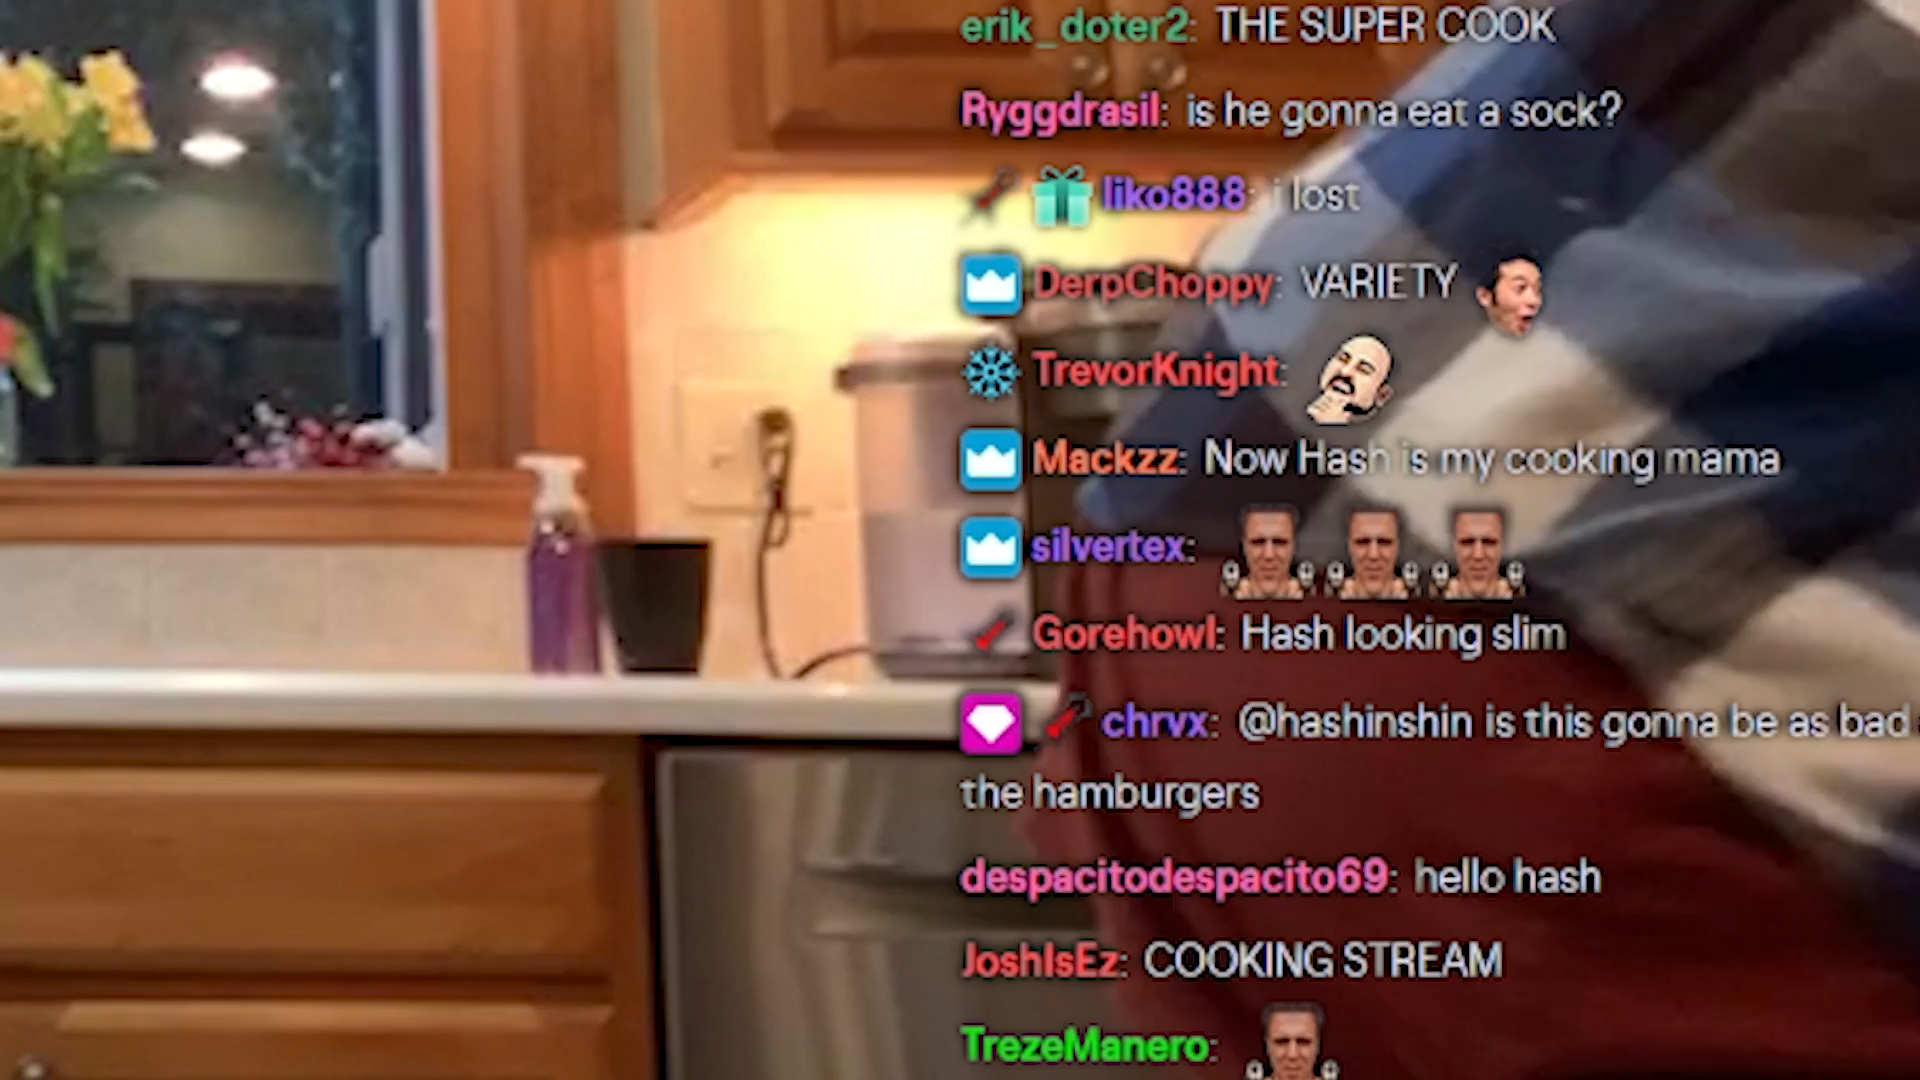 erik_doter2: THE SUPER COOK
Ryggdrasil: is he gonna eat a sock?
liko888: i lost
DerpChoppy: VARIETY
TrevorKnight:
Mackzz: Now Hash is my cooking mama
silvertex:
Gorehowl: Hash looking slim
chrvx: @hashinshin is this gonna be as bad
the hamburgers
despacitodespacito69: hello hash
JoshIsEz: COOKING STREAM
TrezeManero: